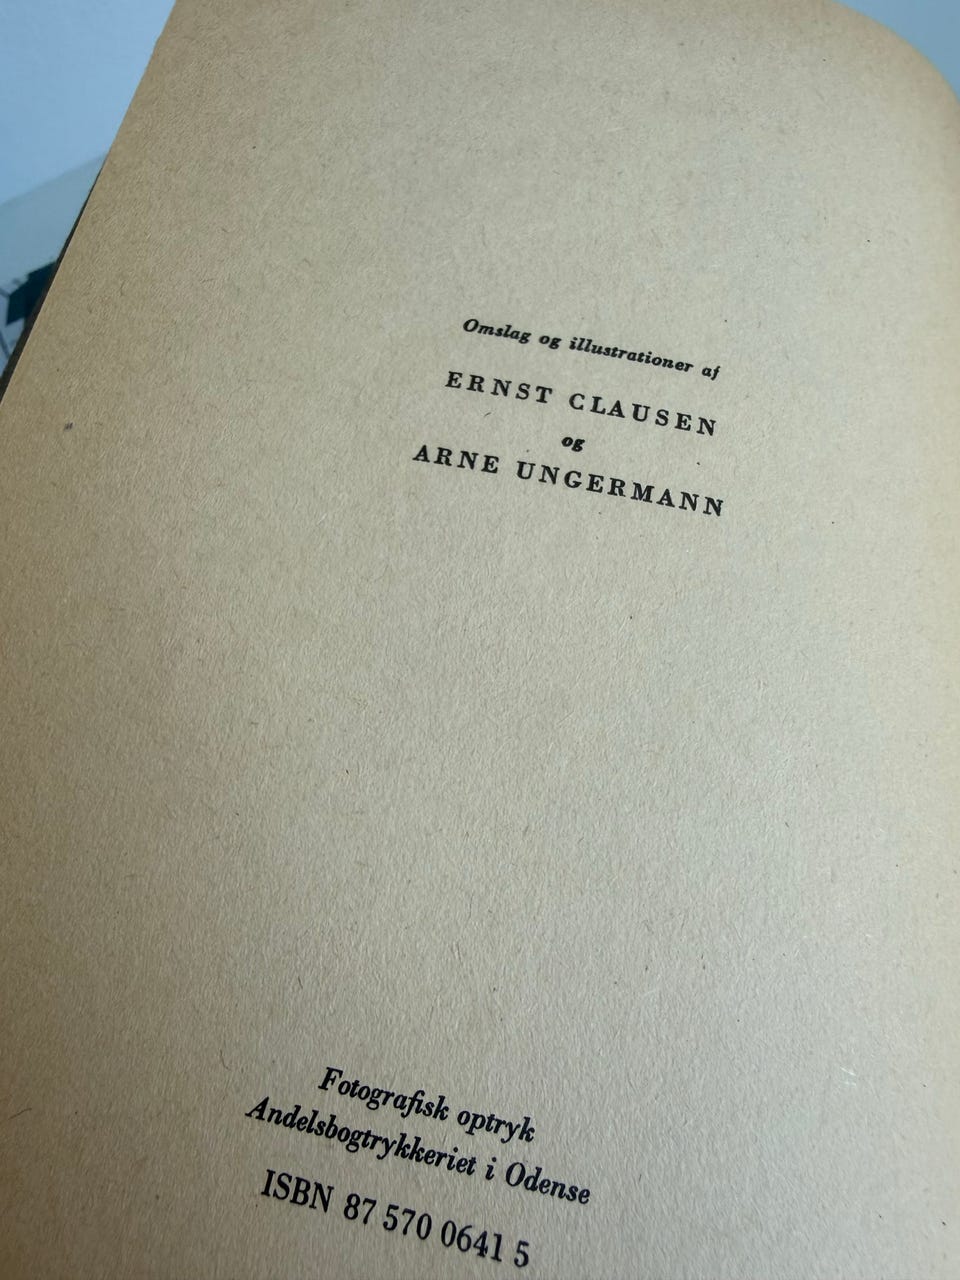 Omslag og illustrationer af
ERNST CLAUSEN
og
ARNE UNGERMANN
Fotografisk optryk
Andelsbogtrykkeriet i Odense
ISBN 87 570 0641 5